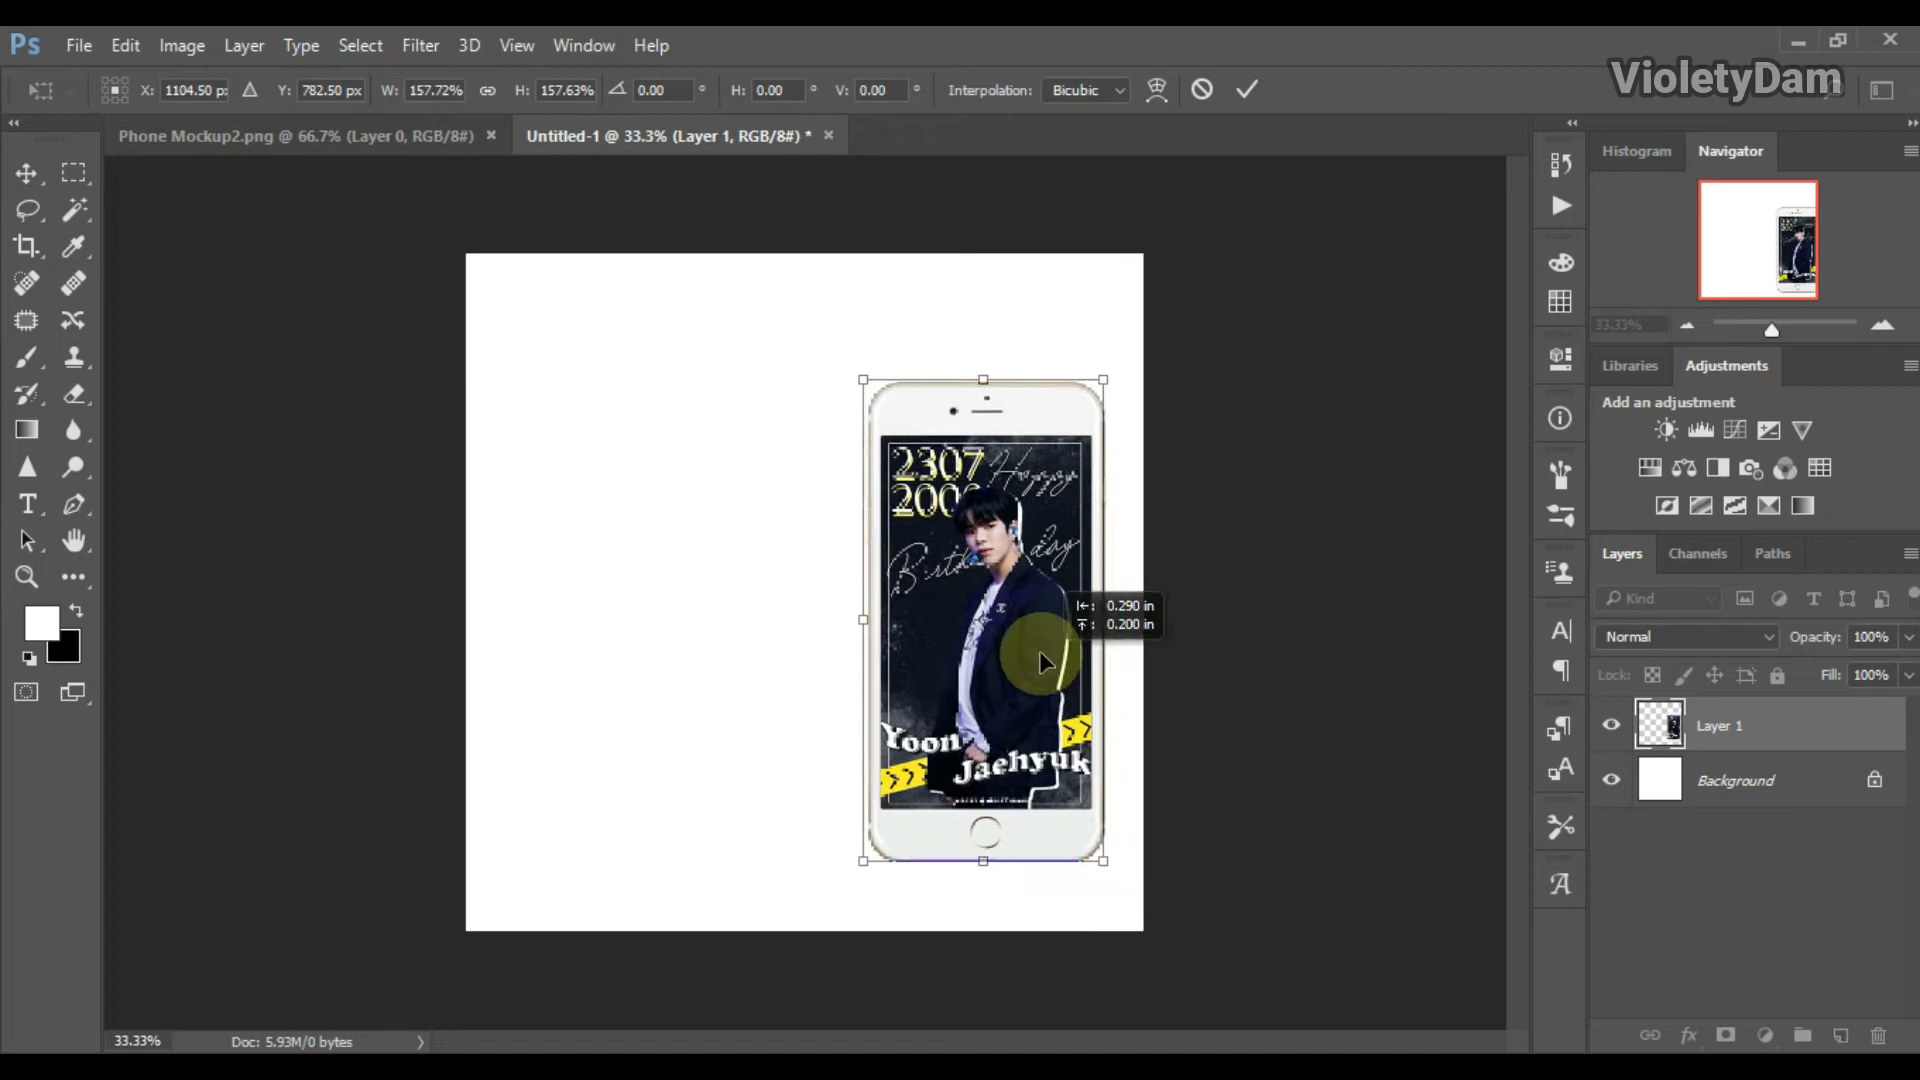 Ps File Edit Image Layer Type Select Filter 3D View Window Help
VioletyDam
X: 1104.50 p Y: 782.50 px W: 157.72% H: 157.63% 0.00 ° H: 0.00 ° V: 0.00 ° Interpolation: Bicubic
Phone Mockup2.png @ 66.7% (Layer 0, RGB/8#) × Untitled-1 @ 33.3% (Layer 1, RGB/8#) * ×
Histogram Navigator
33.33%
Libraries Adjustments
Add an adjustment
2307
Happy
200
Birthday
0.290 in
0.200 in
Yoon
Jaehyuk
Layers Channels Paths
Kind
Normal Opacity: 100%
Lock: Fill: 100%
Layer 1
Background
33.33% Doc: 5.93M/0 bytes